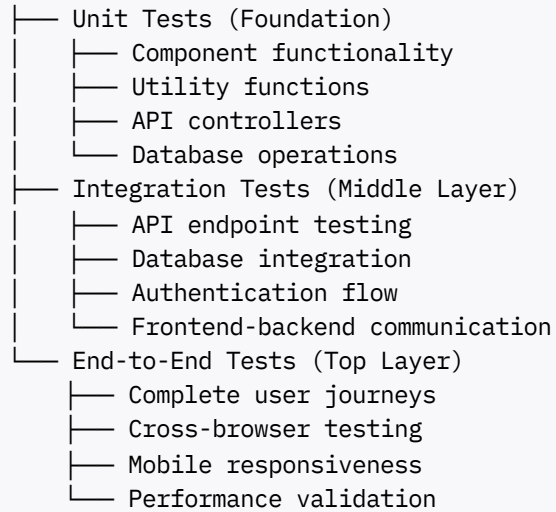 ├── Unit Tests (Foundation)
│   ├── Component functionality
│   ├── Utility functions
│   ├── API controllers
│   └── Database operations
├── Integration Tests (Middle Layer)
│   ├── API endpoint testing
│   ├── Database integration
│   ├── Authentication flow
│   └── Frontend-backend communication
└── End-to-End Tests (Top Layer)
    ├── Complete user journeys
    ├── Cross-browser testing
    ├── Mobile responsiveness
    └── Performance validation